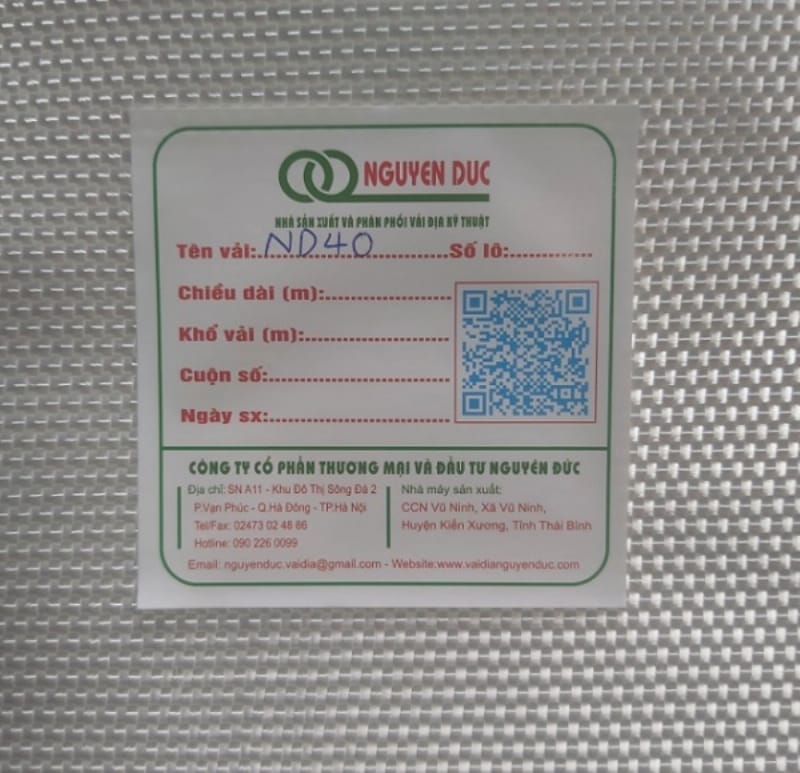 NGUYEN DUC
NHÀ SẢN XUẤT VÀ PHÂN PHỐI VẢI ĐỊA KỸ THUẬT
Tên vải:ND40 Số lô:
Chiều dài (m):
Khổ vải (m):
Cuộn số:
Ngày sx:
CÔNG TY CỔ PHẦN THƯƠNG MẠI VÀ ĐẦU TƯ NGUYÊN ĐỨC
Địa chỉ: SN A11 - Khu Đô Thị Sông Đà 2
P.Vạn Phúc - Q.Hà Đông - TP.Hà Nội
Tel/Fax: 02473 02 48 86
Hotline: 090 226 0099
Nhà máy sản xuất:
CCN Vũ Ninh, Xã Vũ Ninh,
Huyện Kiến Xương, Tỉnh Thái Bình
Email: nguyenduc.vaidia@gmail.com - Website:www.vaidianguyenduc.com